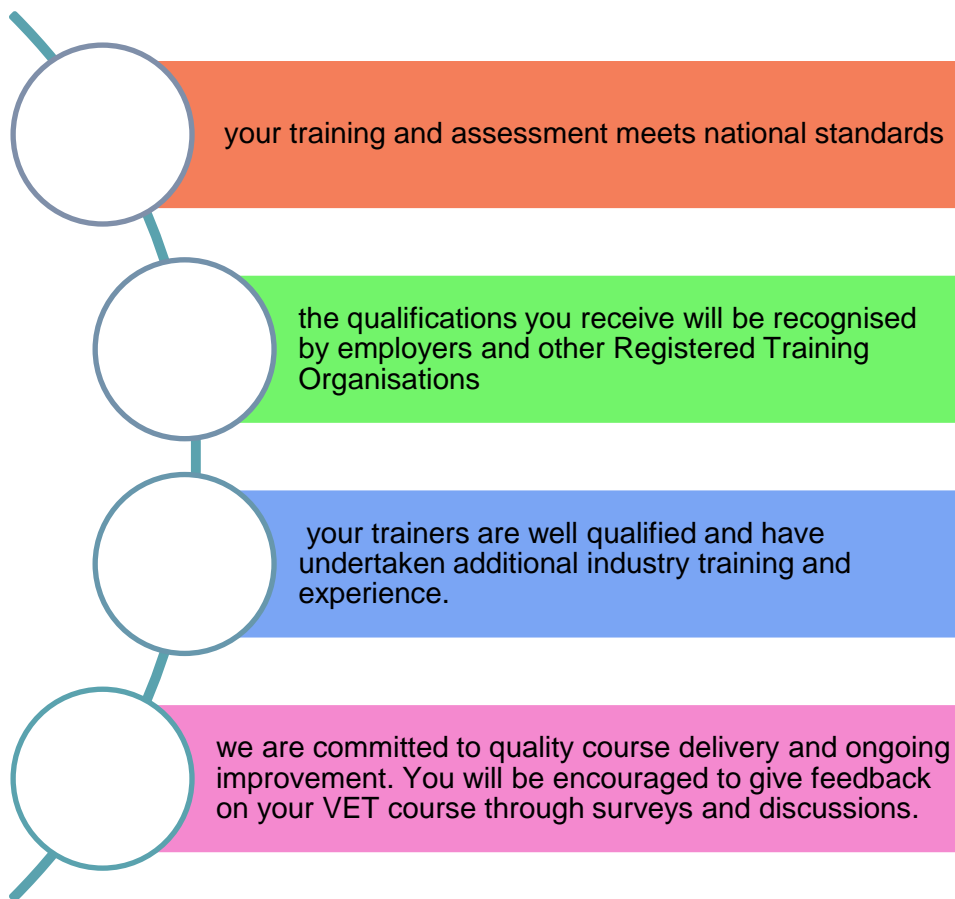 your training and assessment meets national standards
the qualifications you receive will be recognised
by employers and other Registered Training
Organisations
your trainers are well qualified and have
undertaken additional industry training and
experience.
we are committed to quality course delivery and ongoing
improvement. You will be encouraged to give feedback
on your VET course through surveys and discussions.